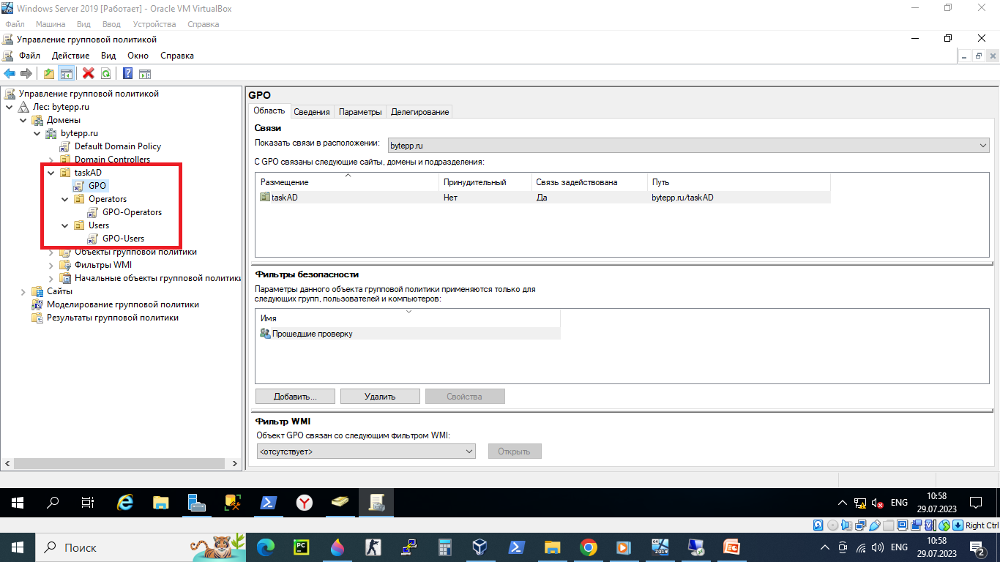 Windows Server 2019 [Работает] - Oracle VM VirtualBox
Файл Машина Вид Ввод Устройства Справка
Управление групповой политикой
Файл Действие Вид Окно Справка
Управление групповой политикой
Лес: bytepp.ru
Домены
bytepp.ru
Default Domain Policy
Domain Controllers
taskAD
GPO
Operators
GPO-Operators
Users
GPO-Users
Объекты групповой политики
Фильтры WMI
Начальные объекты групповой политики
Сайты
Моделирование групповой политики
Результаты групповой политики
GPO
Область Сведения Параметры Делегирование
Связи
Показать связи в расположении: bytepp.ru
С GPO связаны следующие сайты, домены и подразделения:
Размещение Принудительный Связь задействована Путь
taskAD Нет Да bytepp.ru/taskAD
Фильтры безопасности
Параметры данного объекта групповой политики применяются только для
следующих групп, пользователей и компьютеров:
Имя
Прошедшие проверку
Добавить... Удалить Свойства
Фильтр WMI
Объект GPO связан со следующим фильтром WMI:
<отсутствует> Открыть
ENG 10:58
29.07.2023
Right Ctrl
Поиск
PC
2019
ENG 10:58
29.07.2023
2